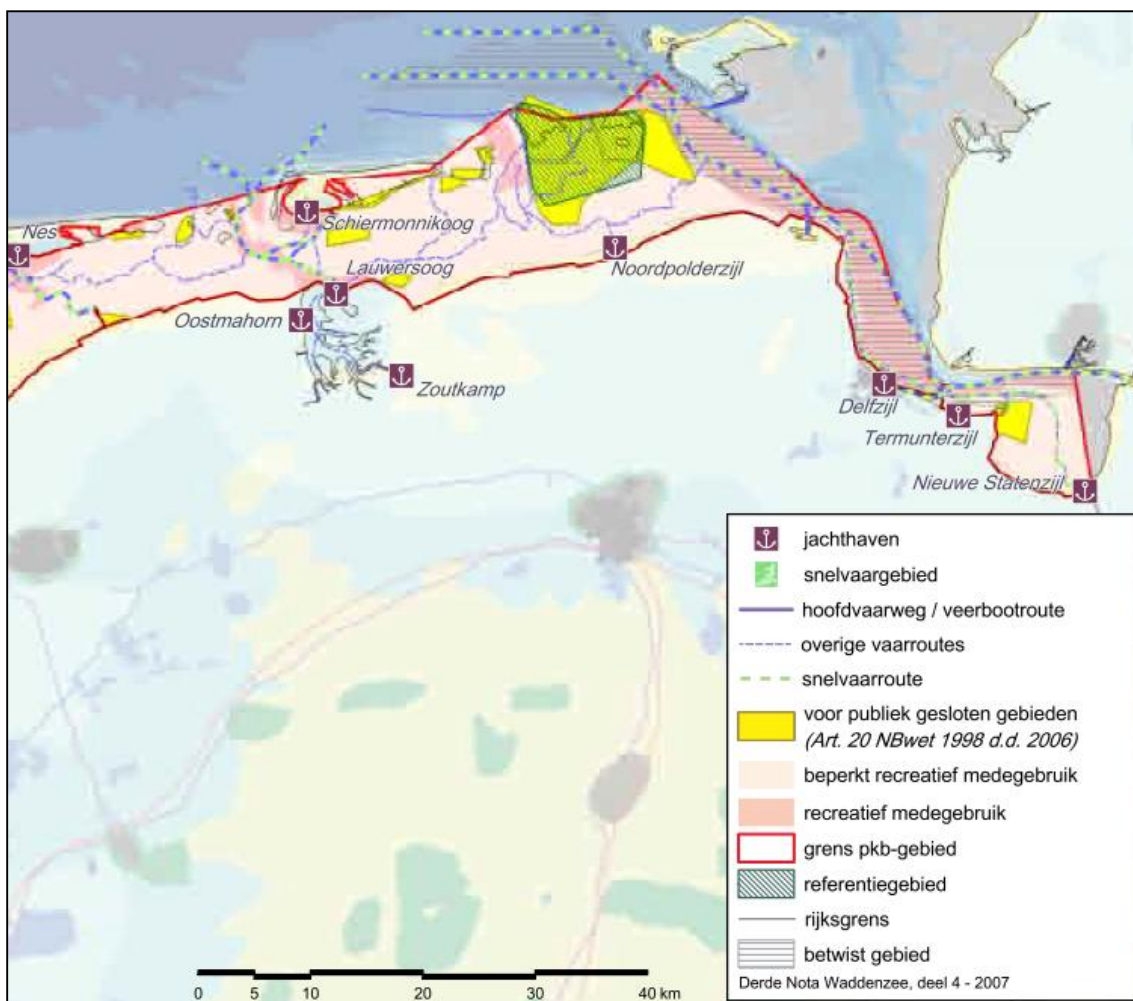 Nes
Schiermonnikoog
Lauwersoog
Noordpolderzijl
Oostmahorn
Zoutkamp
Delfzijl
Termunterzijl
Nieuwe Statenzijl
jachthaven
snelvaargebied
hoofdvaarweg / veerbootroute
overige vaarroutes
snelvaarroute
voor publiek gesloten gebieden
(Art. 20 NBwet 1998 d.d. 2006)
beperkt recreatief medegebruik
recreatief medegebruik
grens pkb-gebied
referentiegebied
rijksgrens
betwist gebied
Derde Nota Waddenzee, deel 4 - 2007
0 5 10 20 30 40 km